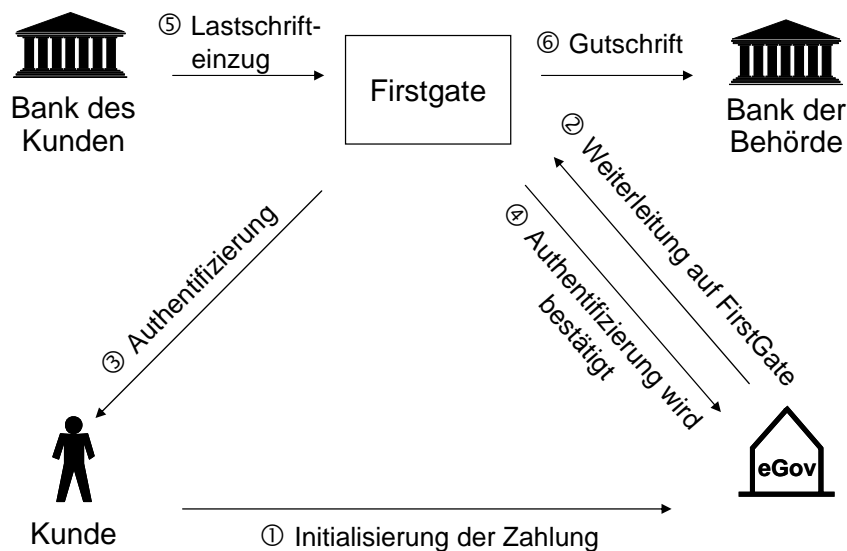 ⑤ Lastschrift-
einzug
⑥ Gutschrift
Firstgate
Bank des
Kunden
Bank der
Behörde
② Weiterleitung auf FirstGate
④ Authentifizierung wird
bestätigt
③ Authentifizierung
eGov
Kunde
① Initialisierung der Zahlung